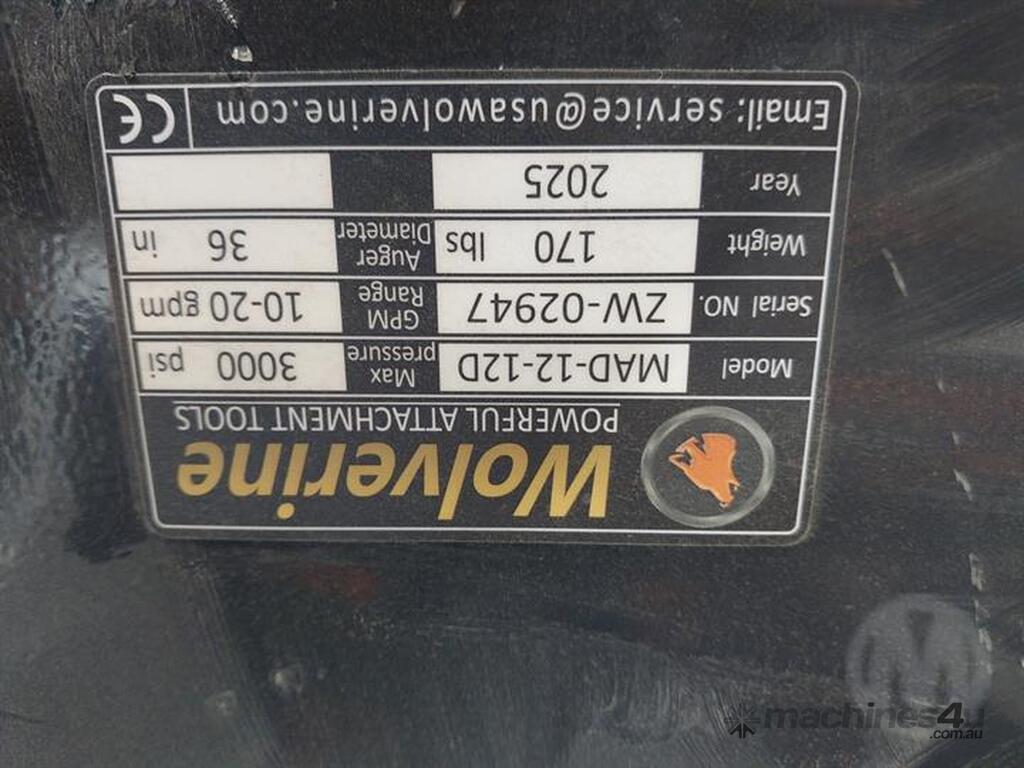 Wolverine
POWERFUL ATTACHMENT TOOLS
Model MAD-12-12D Max pressure 3000 psi
Serial NO. ZW-02947 GPM Range 10-20 gpm
Weight 170 lbs Auger Diameter 36 in
Year 2025
Email: service@usawolverine.com CE
M
machines4u
.com.au